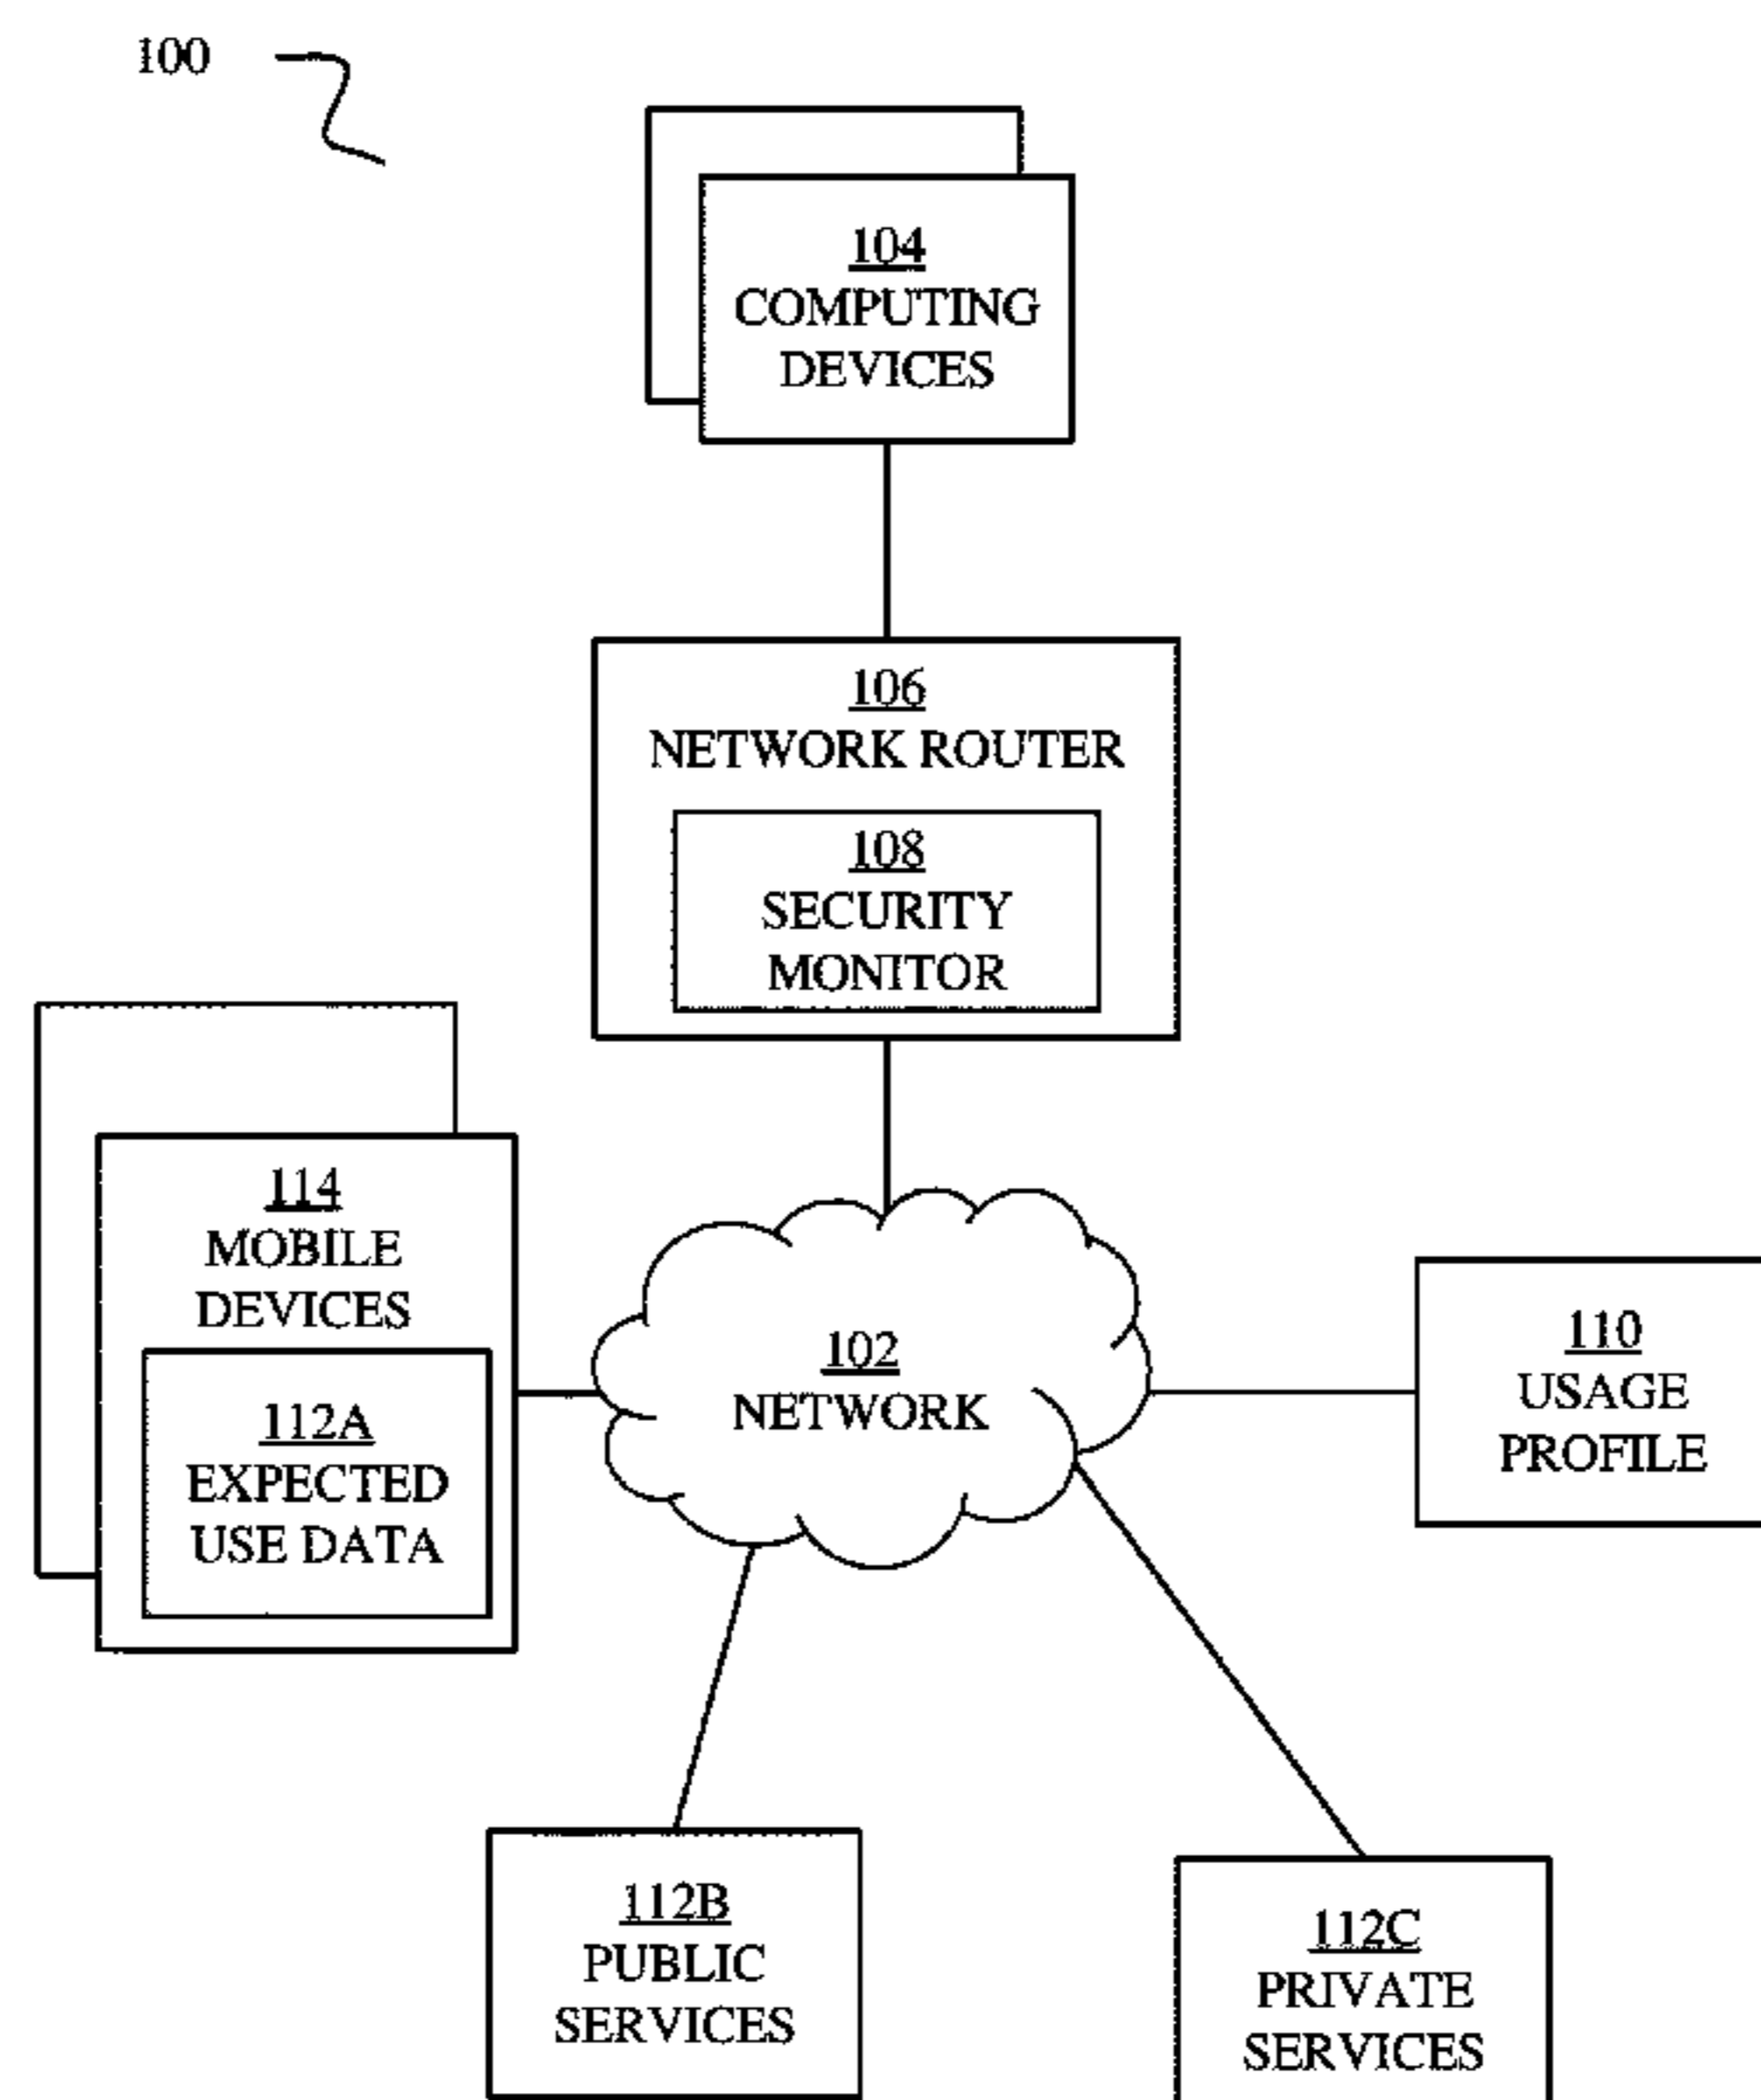 100
104
COMPUTING
DEVICES
106
NETWORK ROUTER
108
SECURITY
MONITOR
114
MOBILE
DEVICES
112A
EXPECTED
USE DATA
102
NETWORK
110
USAGE
PROFILE
112B
PUBLIC
SERVICES
112C
PRIVATE
SERVICES